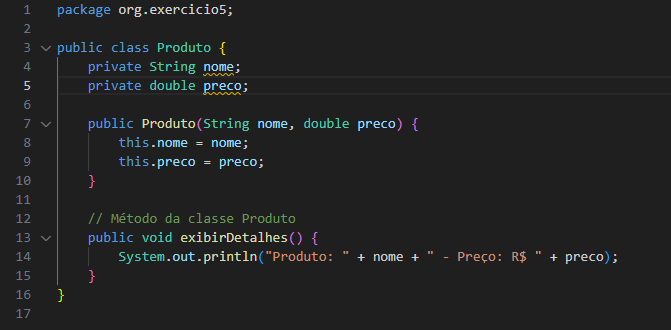 1 package org.exercicio5;
2
3 public class Produto {
4     private String nome;
5     private double preco;
6
7     public Produto(String nome, double preco) {
8         this.nome = nome;
9         this.preco = preco;
10     }
11
12     // Método da classe Produto
13     public void exibirDetalhes() {
14         System.out.println("Produto: " + nome + " - Preço: R$ " + preco);
15     }
16 }
17